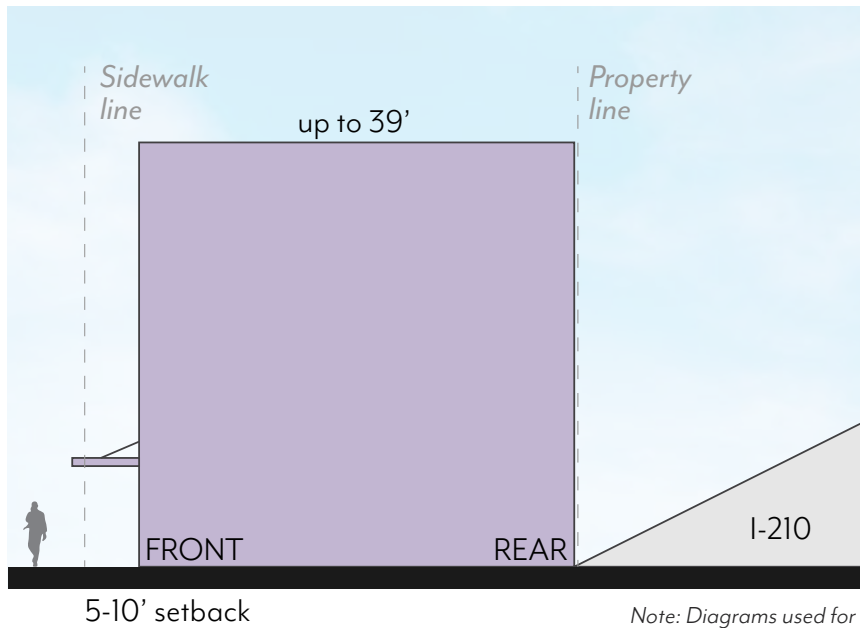 Sidewalk
line
Property
line
up to 39’
I-210
FRONT
REAR
5-10’ setback
Note: Diagrams used for